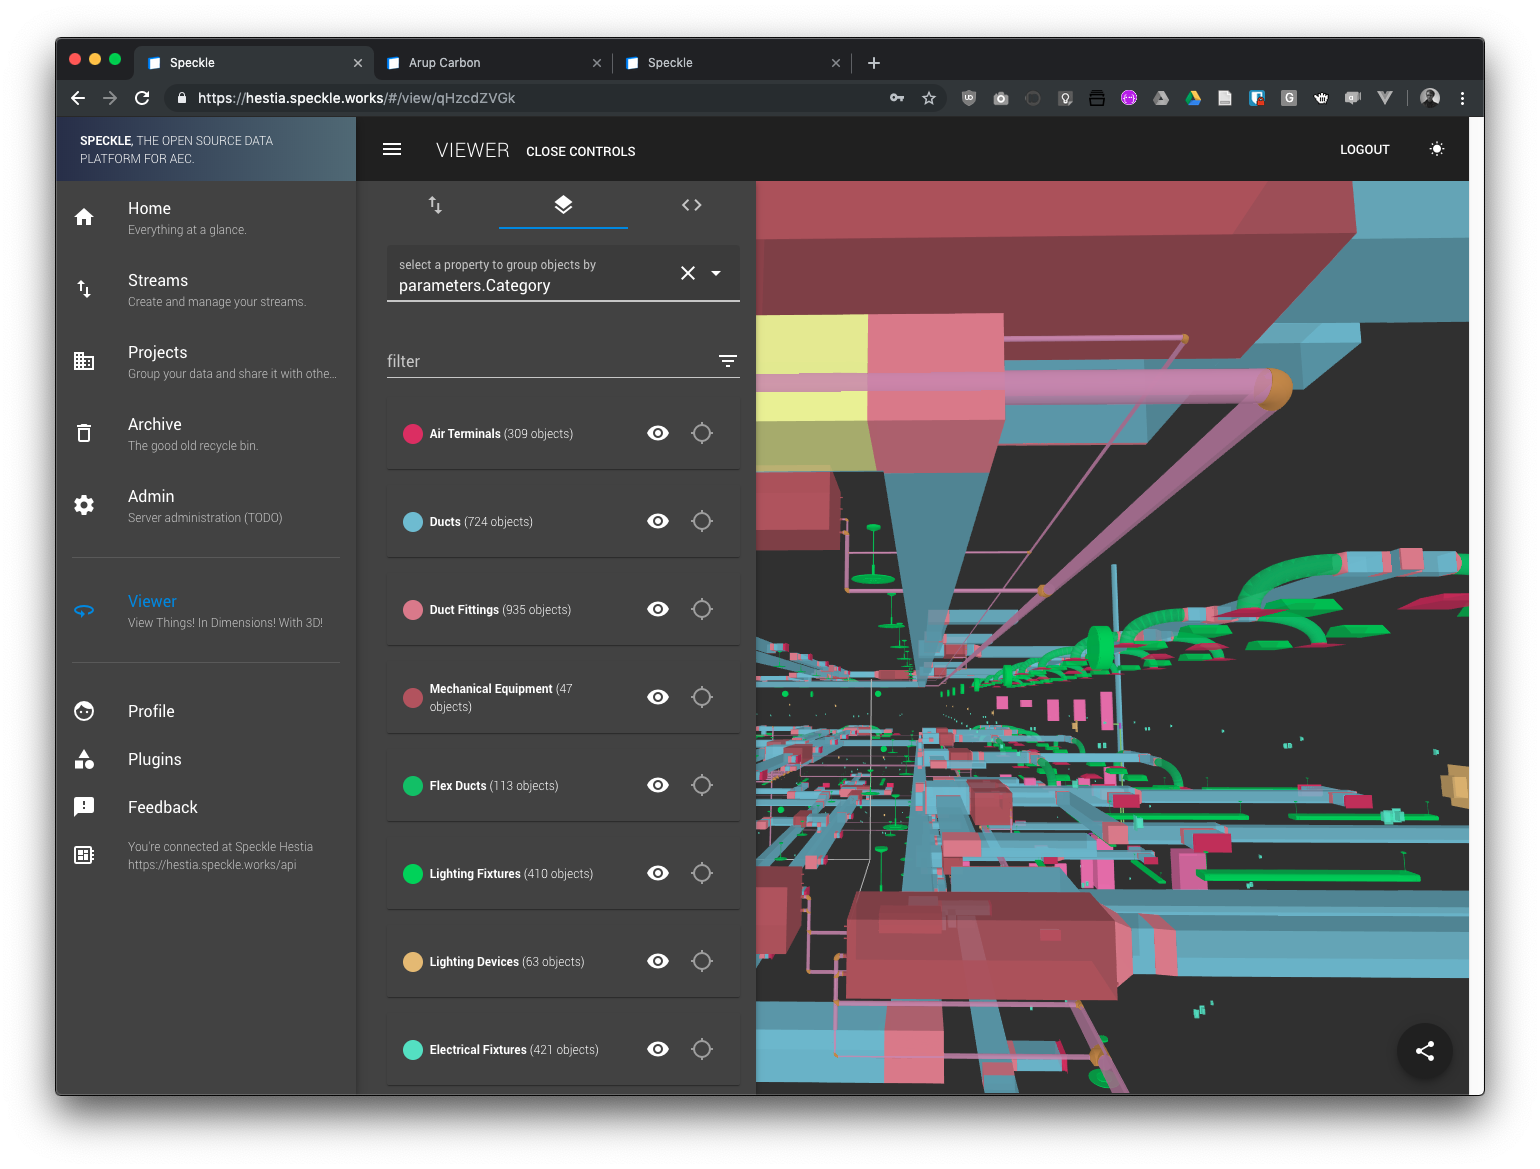 Speckle
Arup Carbon
Speckle
https://hestia.speckle.works/#/view/qHzcdZVGk
SPECKLE, THE OPEN SOURCE DATA
PLATFORM FOR AEC.
VIEWER
CLOSE CONTROLS
LOGOUT
Home
Everything at a glance.
Streams
Create and manage your streams.
Projects
Group your data and share it with othe...
Archive
The good old recycle bin.
Admin
Server administration (TODO)
Viewer
View Things! In Dimensions! With 3D!
Profile
Plugins
Feedback
You're connected at Speckle Hestia
https://hestia.speckle.works/api
select a property to group objects by
parameters.Category
filter
Air Terminals (309 objects)
Ducts (724 objects)
Duct Fittings (935 objects)
Mechanical Equipment (47
objects)
Flex Ducts (113 objects)
Lighting Fixtures (410 objects)
Lighting Devices (63 objects)
Electrical Fixtures (421 objects)